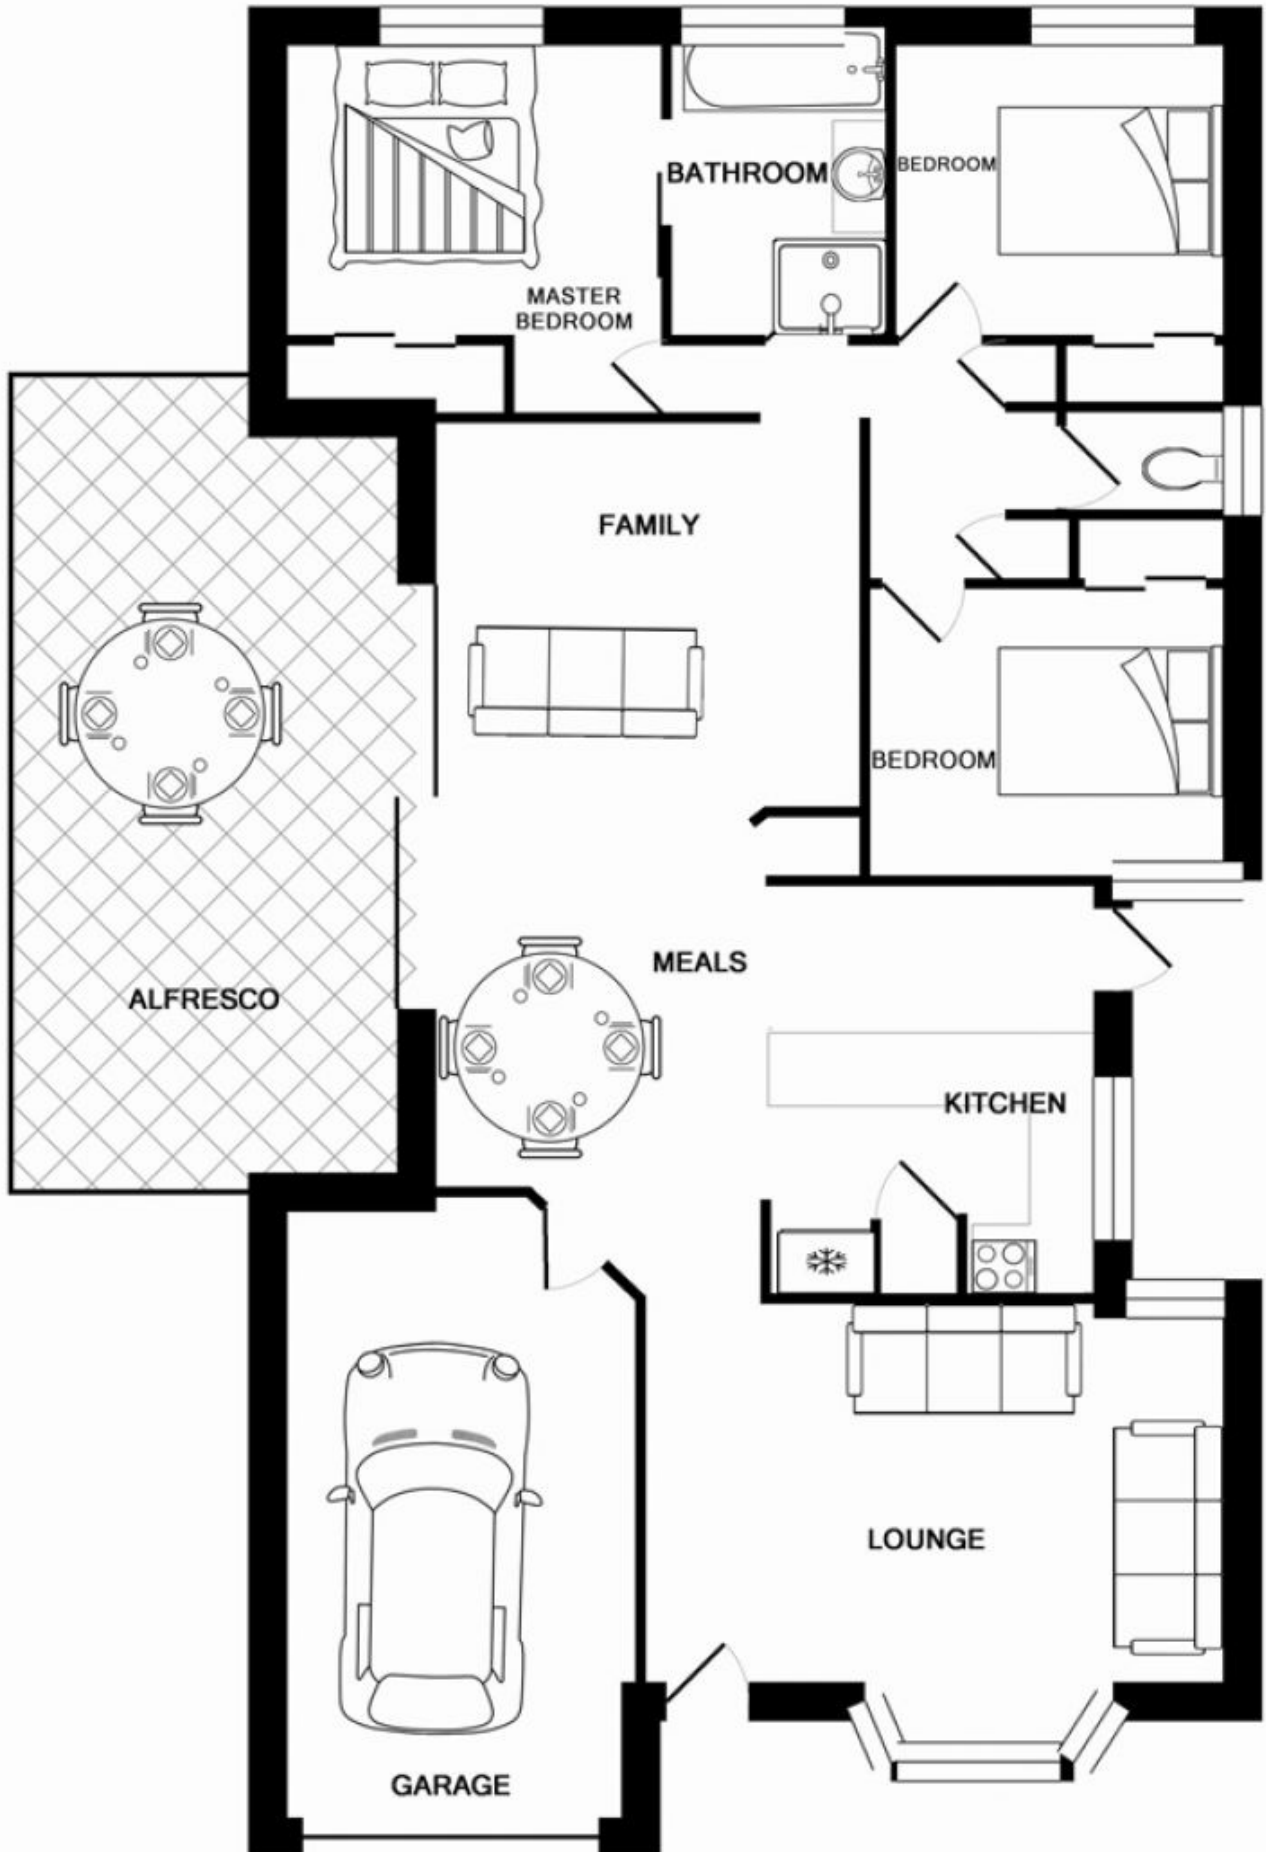 BATHROOM
BEDROOM
MASTER
BEDROOM
FAMILY
BEDROOM
MEALS
ALFRESCO
KITCHEN
LOUNGE
GARAGE